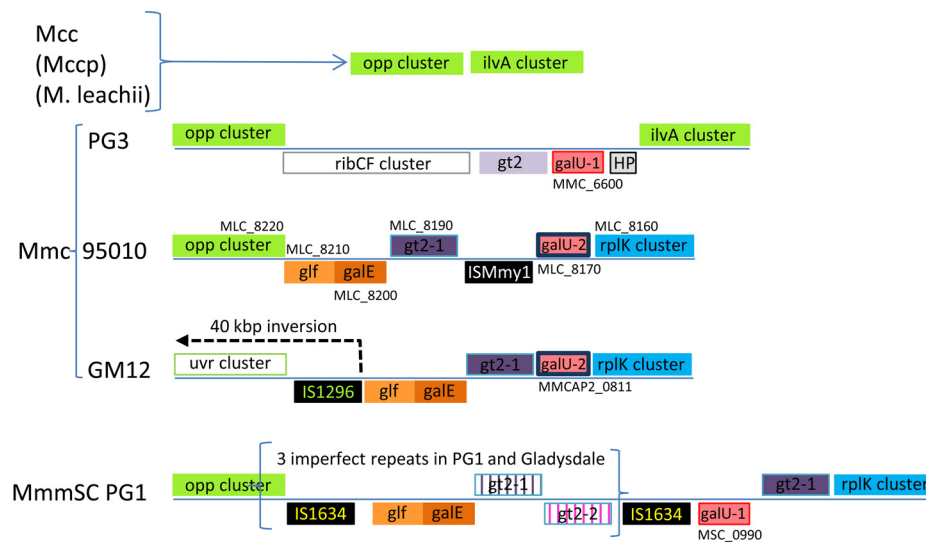 Mcc
(Mccp)
(M. leachii)
opp cluster ilvA cluster
PG3
opp cluster ilvA cluster
ribCF cluster gt2 galU-1 HP
MMC_6600
Mmc 95010
MLC_8220 MLC_8190 MLC_8160
opp cluster MLC_8210 gt2-1 galU-2 rplK cluster
glf galE ISMmy1 MLC_8170
MLC_8200
40 kbp inversion
GM12
uvr cluster gt2-1 galU-2 rplK cluster
IS1296 glf galE MMCAP2_0811
3 imperfect repeats in PG1 and Gladysdale
MmmSC PG1
opp cluster gt2-1 gt2-1 rplK cluster
IS1634 glf galE gt2-2 IS1634 galU-1
MSC_0990